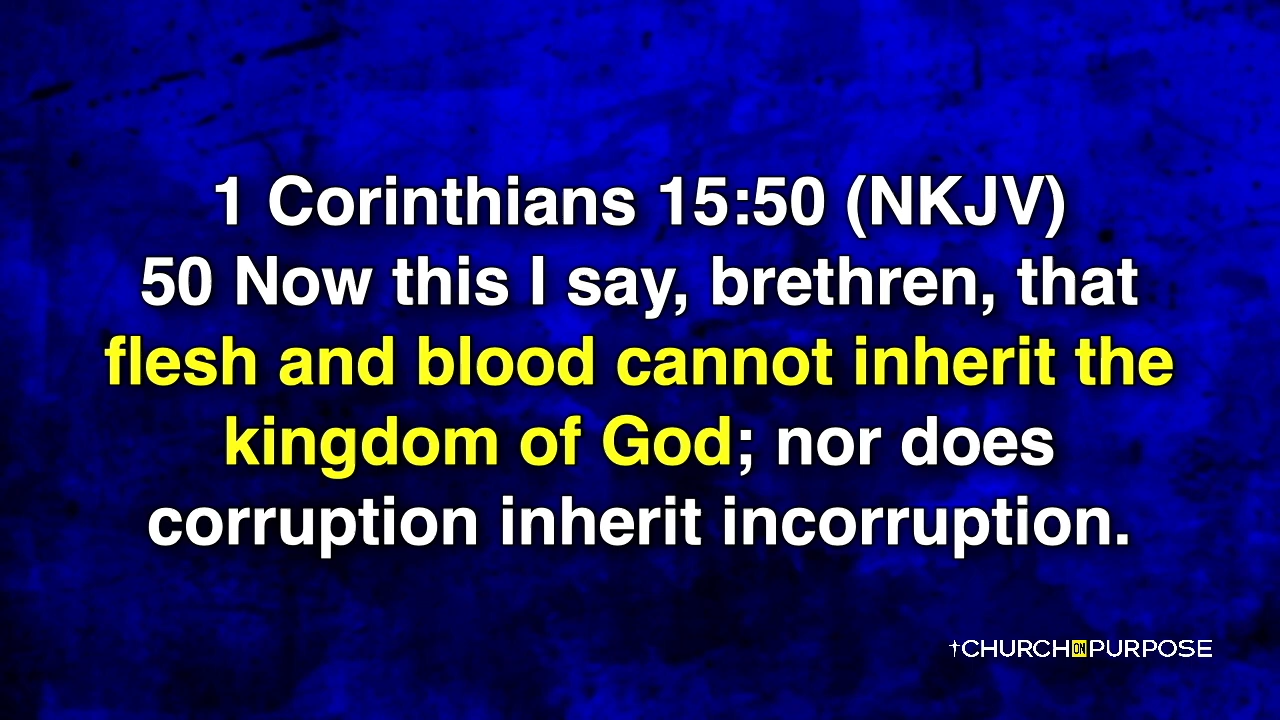 1 Corinthians 15:50 (NKJV)
50 Now this I say, brethren, that
flesh and blood cannot inherit the
kingdom of God; nor does
corruption inherit incorruption.
CHURCH ON PURPOSE